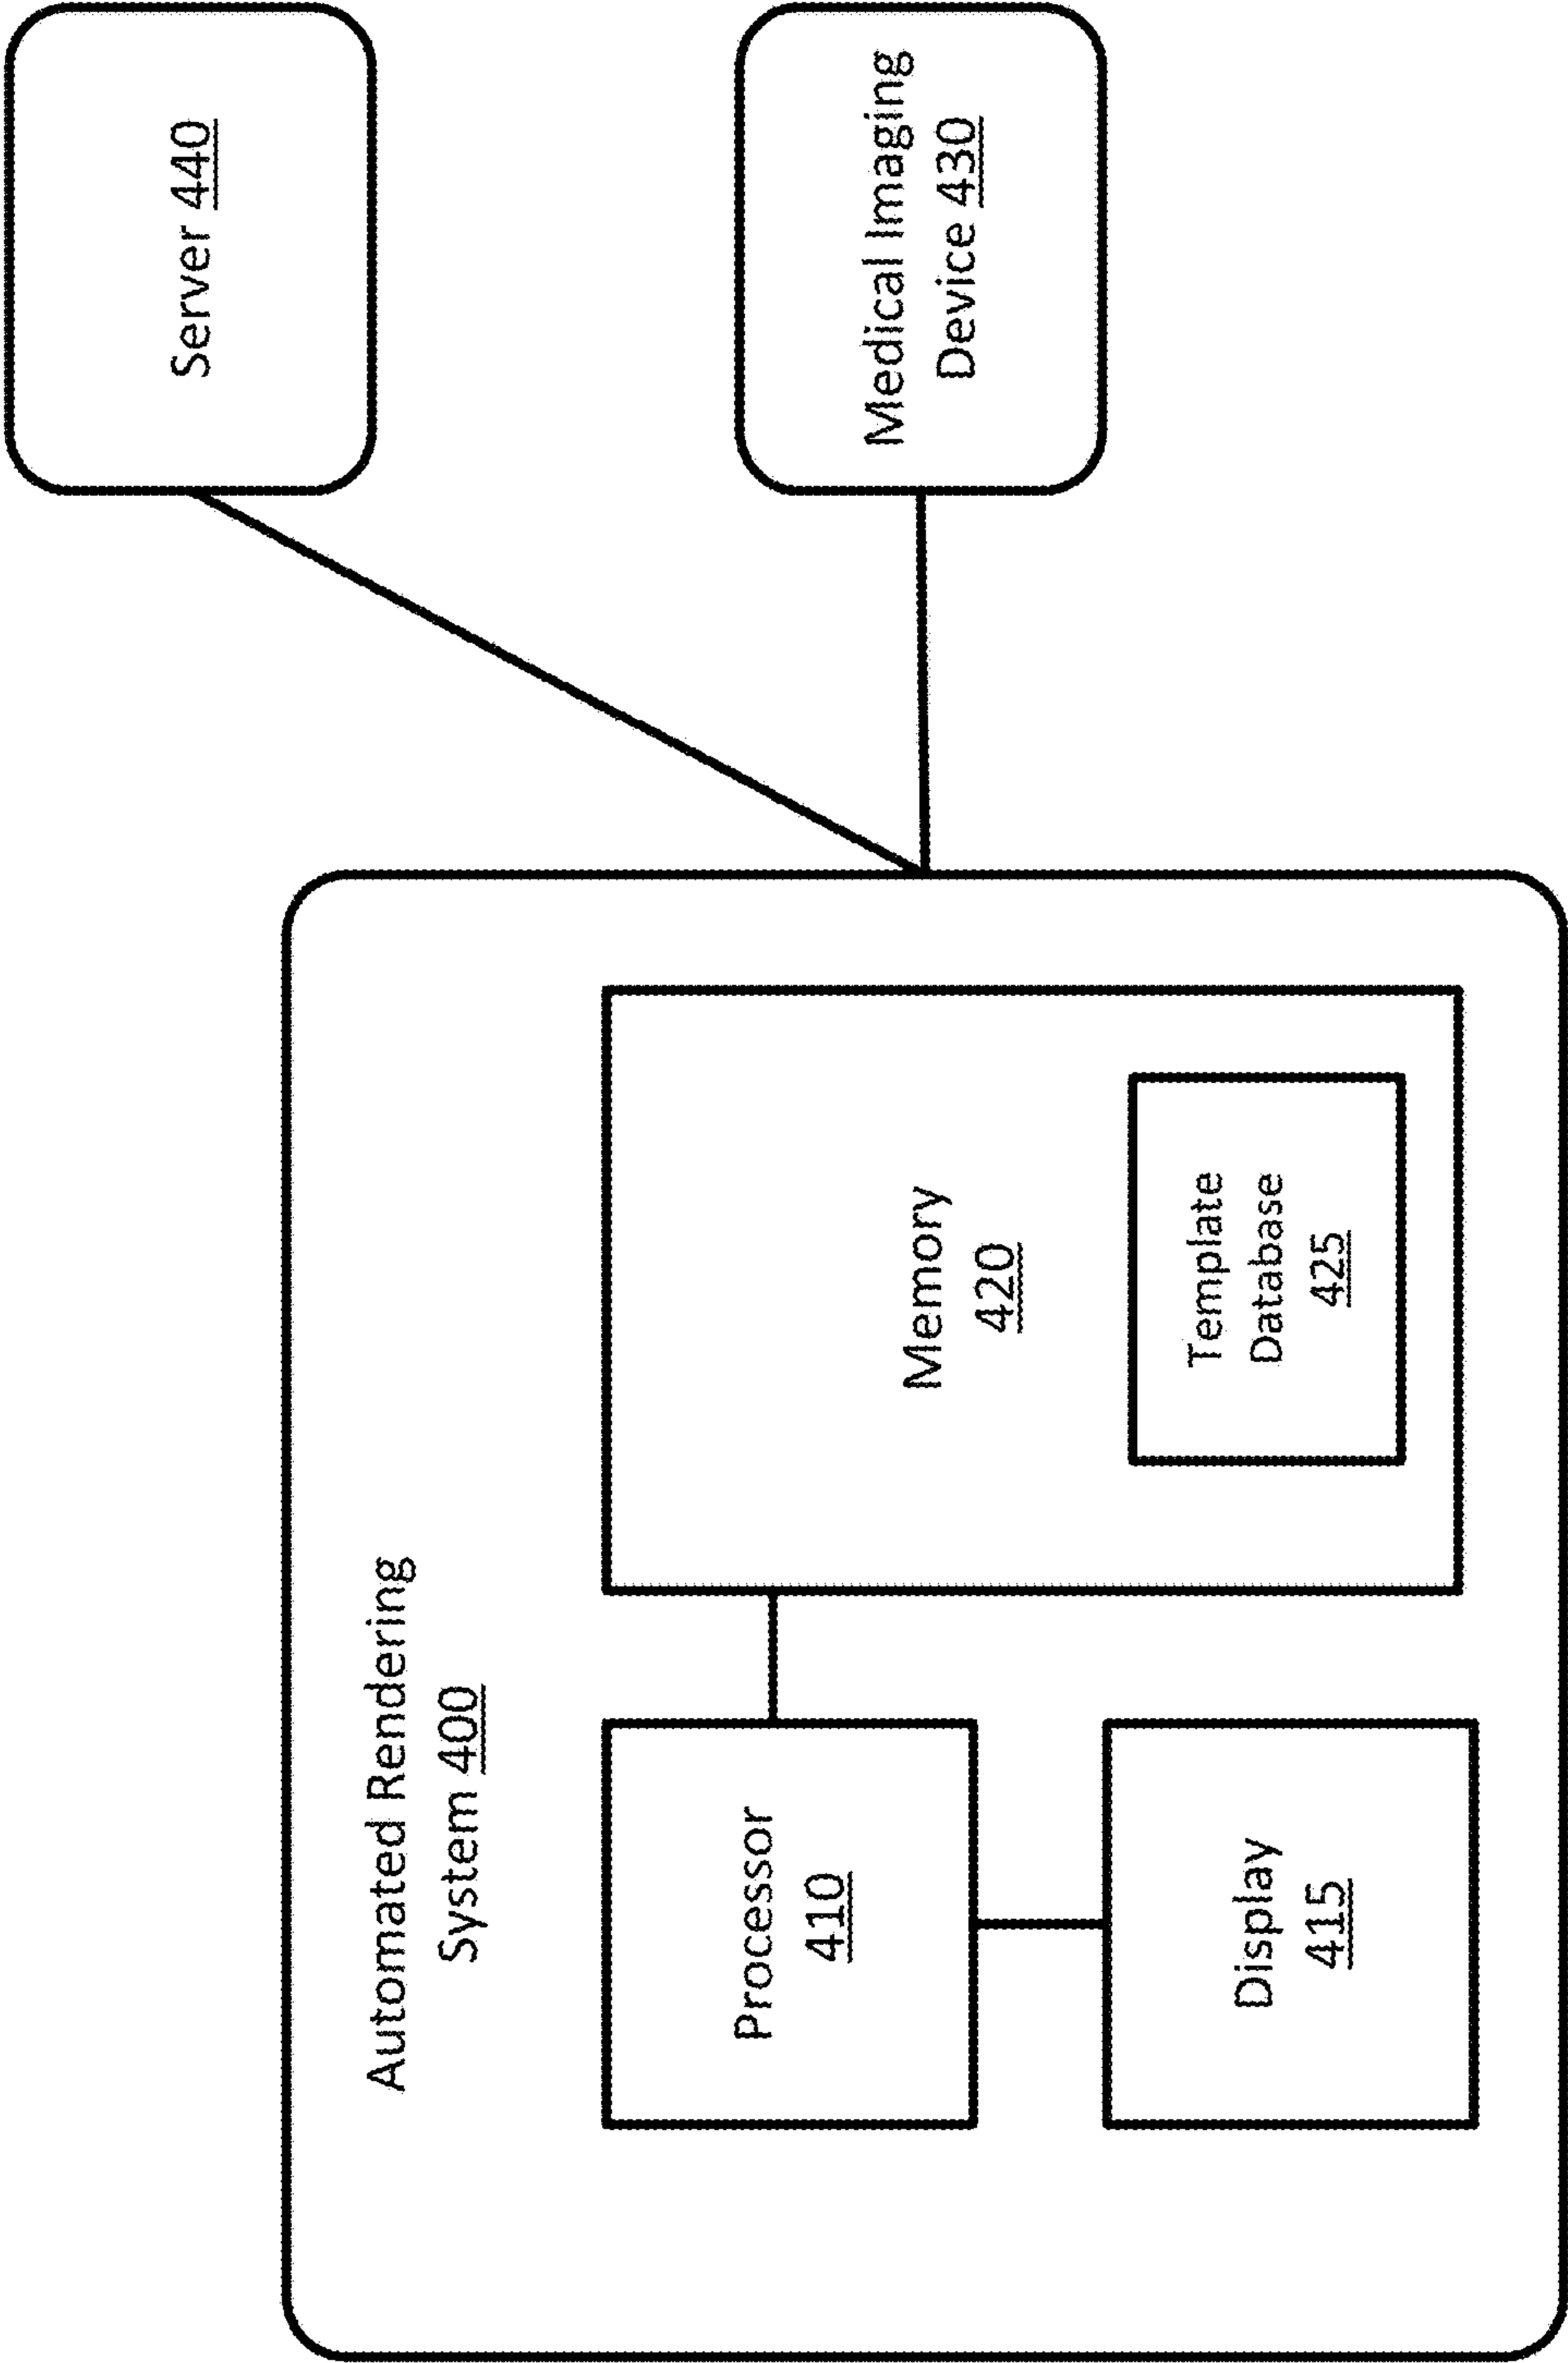 Automated Rendering
System 400
Processor
410
Display
415
Memory
420
Template
Database
425
Server 440
Medical Imaging
Device 430